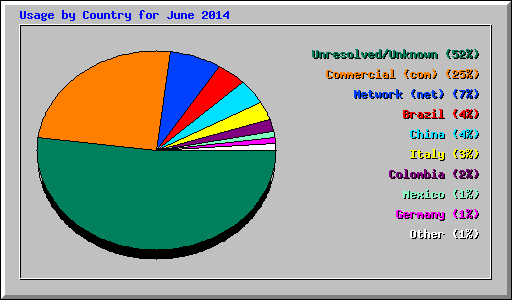 Usage by Country for June 2014
Unresolved/Unknown (52%)
Commercial (com) (25%)
Network (net) (7%)
Brazil (4%)
China (4%)
Italy (3%)
Colombia (2%)
Mexico (1%)
Germany (1%)
Other (1%)